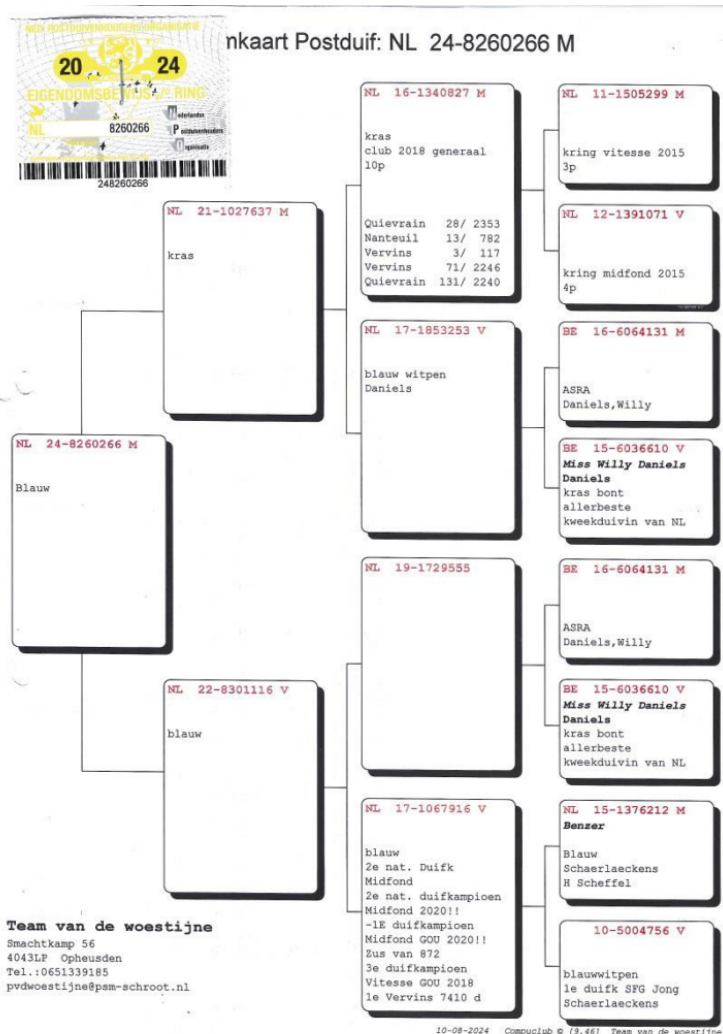 NED. POSTDUIVENHOUDERS ORGANISATIE
20 24
EIGENDOMSBEWIJS RING
NL 8260266
Nederlandse
Postduivenhouders
Organisatie
248260266
mkaart Postduif: NL 24-8260266 M
NL 24-8260266 M
Blauw
NL 21-1027637 M
kras
NL 22-8301116 V
blauw
NL 16-1340827 M
kras
club 2018 generaal
10p
Quievrain 28/ 2353
Nanteuil 13/ 782
Vervins 3/ 117
Vervins 71/ 2246
Quievrain 131/ 2240
NL 17-1853253 V
blauw witpen
Daniels
NL 19-1729555
NL 17-1067916 V
blauw
2e nat. Duifk
Midfond
2e nat. duifkampioen
Midfond 2020!!
-1E duifkampioen
Midfond GOU 2020!!
Zus van 872
3e duifkampioen
Vitesse GOU 2018
1e Vervins 7410 d
NL 11-1505299 M
kring vitesse 2015
3p
NL 12-1391071 V
kring midfond 2015
4p
BE 16-6064131 M
ASRA
Daniels,Willy
BE 15-6036610 V
Miss Willy Daniels
Daniels
kras bont
allerbeste
kweekduivin van NL
BE 16-6064131 M
ASRA
Daniels,Willy
BE 15-6036610 V
Miss Willy Daniels
Daniels
kras bont
allerbeste
kweekduivin van NL
NL 15-1376212 M
Benzer
Blauw
Schaerlaeckens
H Scheffel
10-5004756 V
blauwwitpen
1e duifk SFG Jong
Schaerlaeckens
Team van de woestijne
Smachtkamp 56
4043LP Opheusden
Tel.:0651339185
pvdwoestijne@psm-schroot.nl
10-08-2024 Compuclub © [9.46] Team van de woestijne